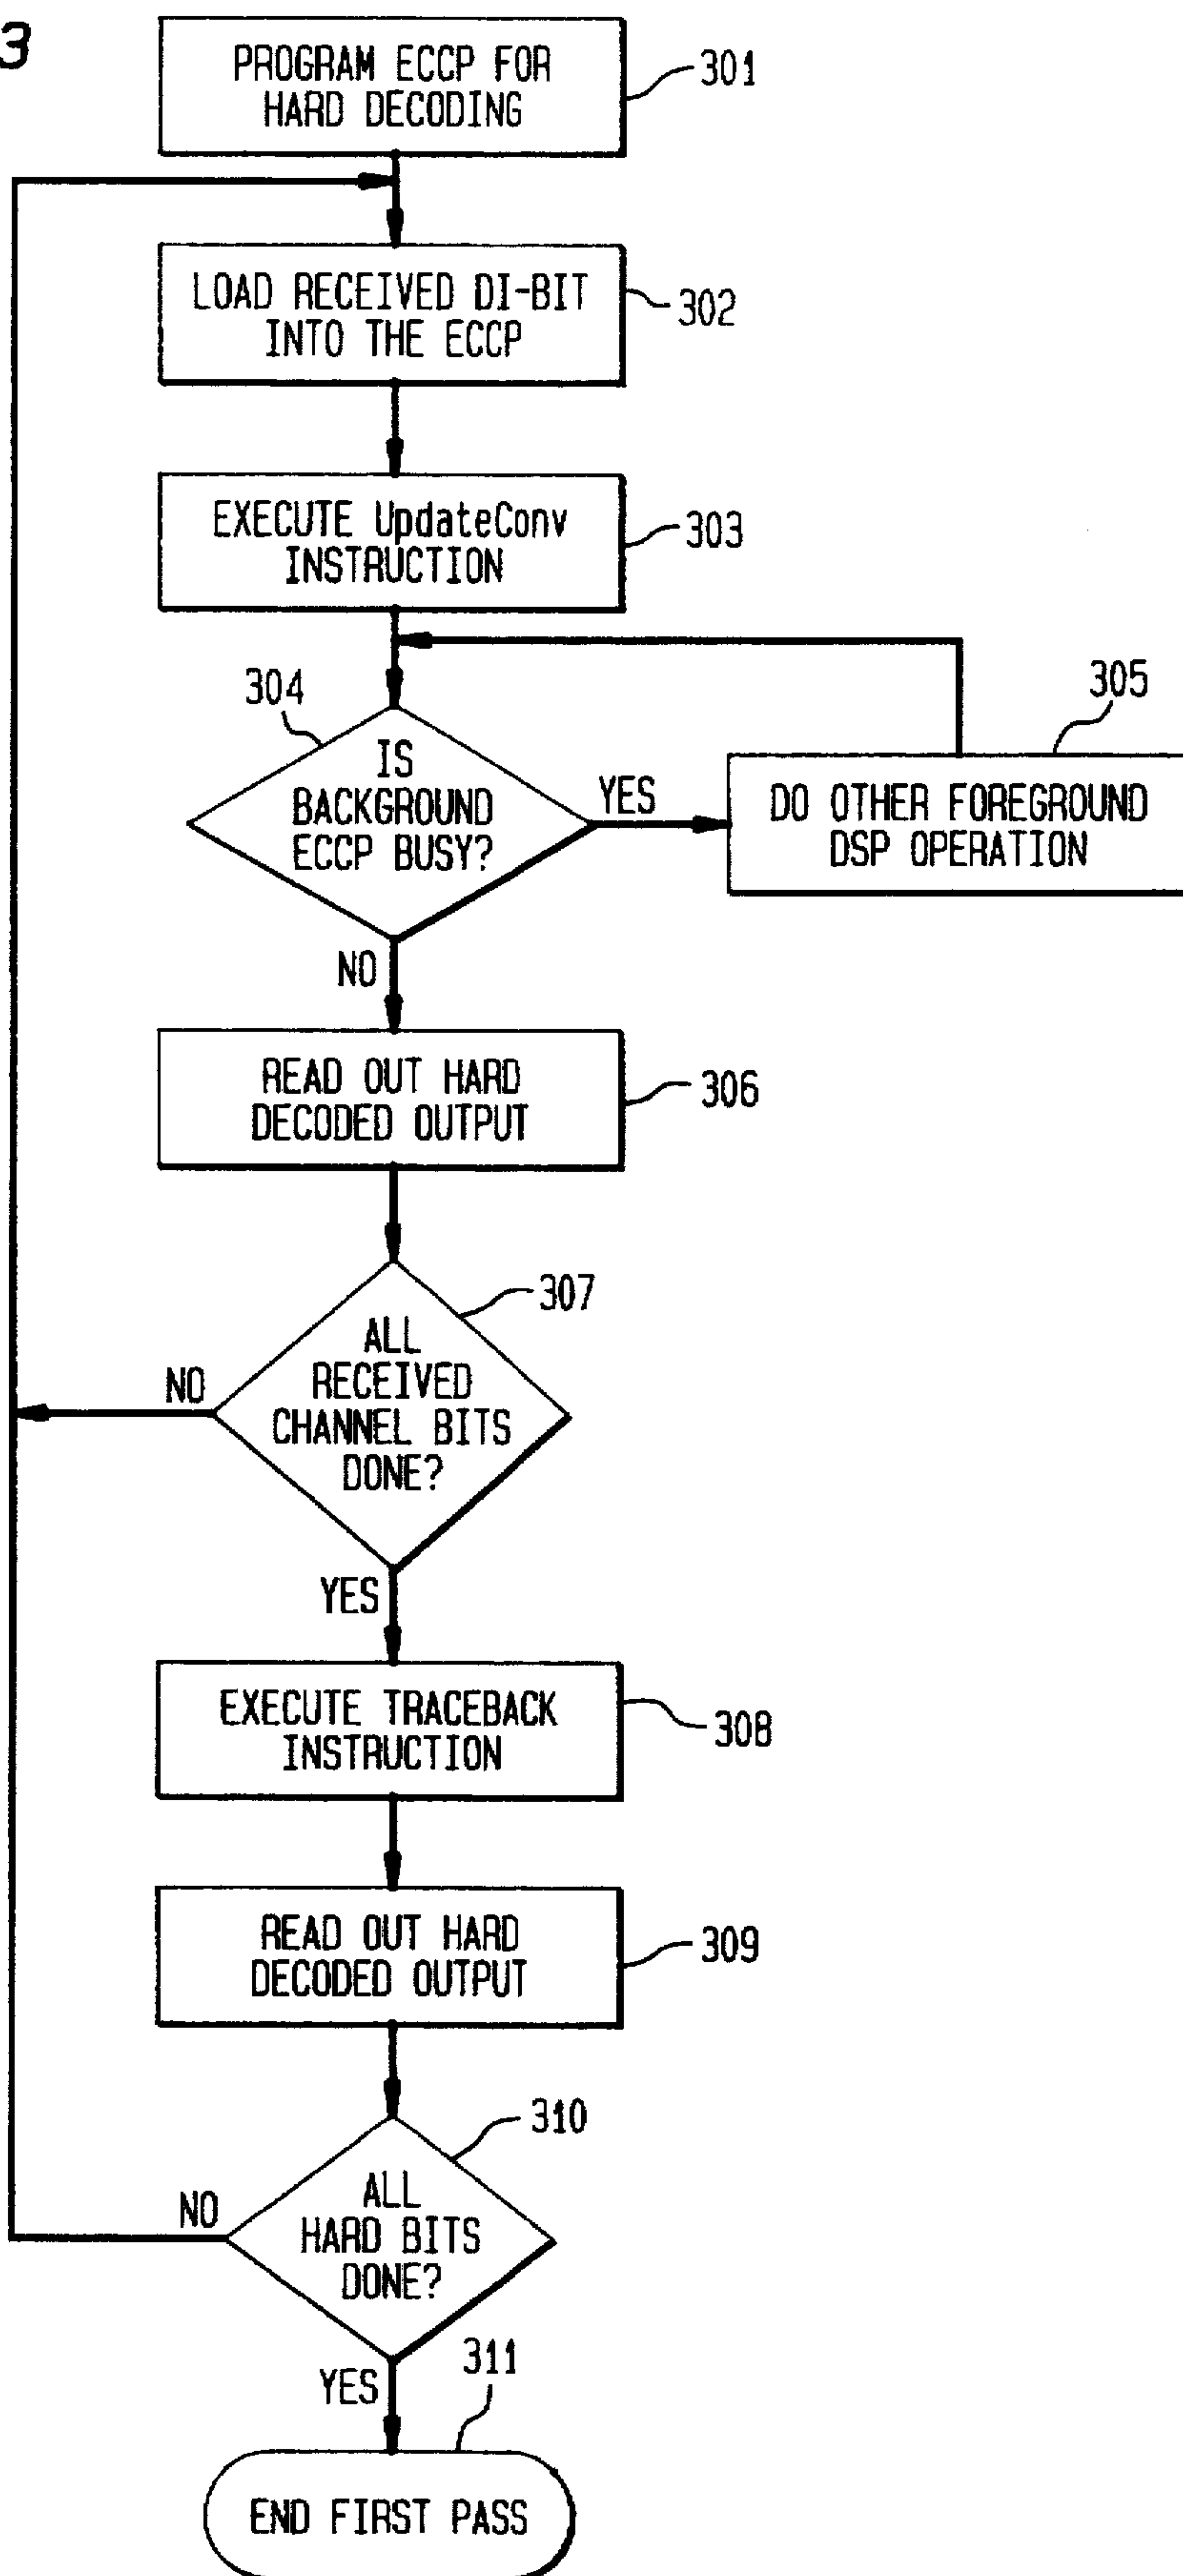 3
PROGRAM ECCP FOR
HARD DECODING
301
LOAD RECEIVED DI-BIT
INTO THE ECCP
302
EXECUTE UpdateConv
INSTRUCTION
303
304
IS
BACKGROUND
ECCP BUSY?
YES
305
DO OTHER FOREGROUND
DSP OPERATION
NO
READ OUT HARD
DECODED OUTPUT
306
307
ALL
RECEIVED
CHANNEL BITS
DONE?
NO
YES
EXECUTE TRACEBACK
INSTRUCTION
308
READ OUT HARD
DECODED OUTPUT
309
310
ALL
HARD BITS
DONE?
NO
YES
311
END FIRST PASS